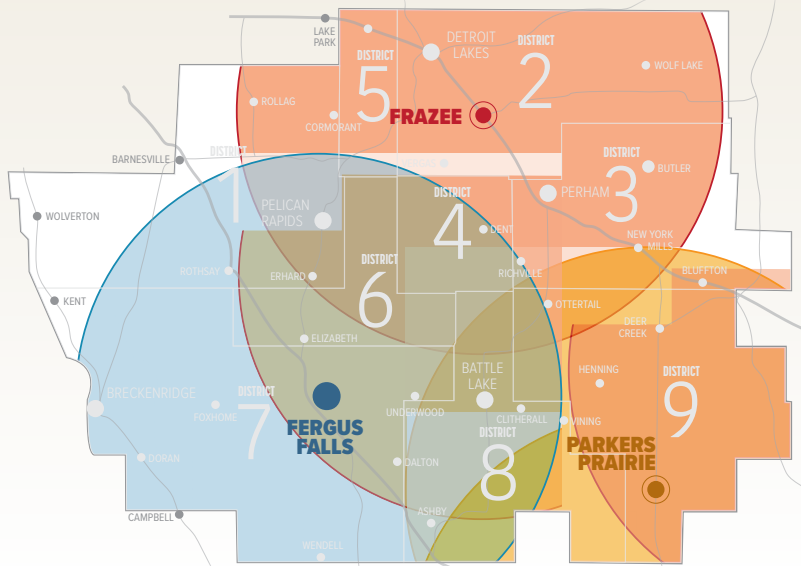 LAKE
PARK
DETROIT
LAKES
DISTRICT
5
DISTRICT
2
WOLF LAKE
ROLLAG
FRAZEE
CORMORANT
BARNESVILLE
DISTRICT
1
DISTRICT
3
BUTLER
DISTRICT
4
PERHAM
PELICAN
RAPIDS
WOLVERTON
DENT
NEW YORK
MILLS
DISTRICT
6
ROTHSAY
ERHARD
RICHVILLE
BLUFFTON
KENT
OTTERTAIL
DEER
CREEK
ELIZABETH
BATTLE
LAKE
HENNING
DISTRICT
9
BRECKENRIDGE
DISTRICT
7
FOXHOME
UNDERWOOD
CLITHERALL
VINING
FERGUS
FALLS
DISTRICT
8
PARKERS
PRAIRIE
DORAN
DALTON
CAMPBELL
ASHBY
WENDELL